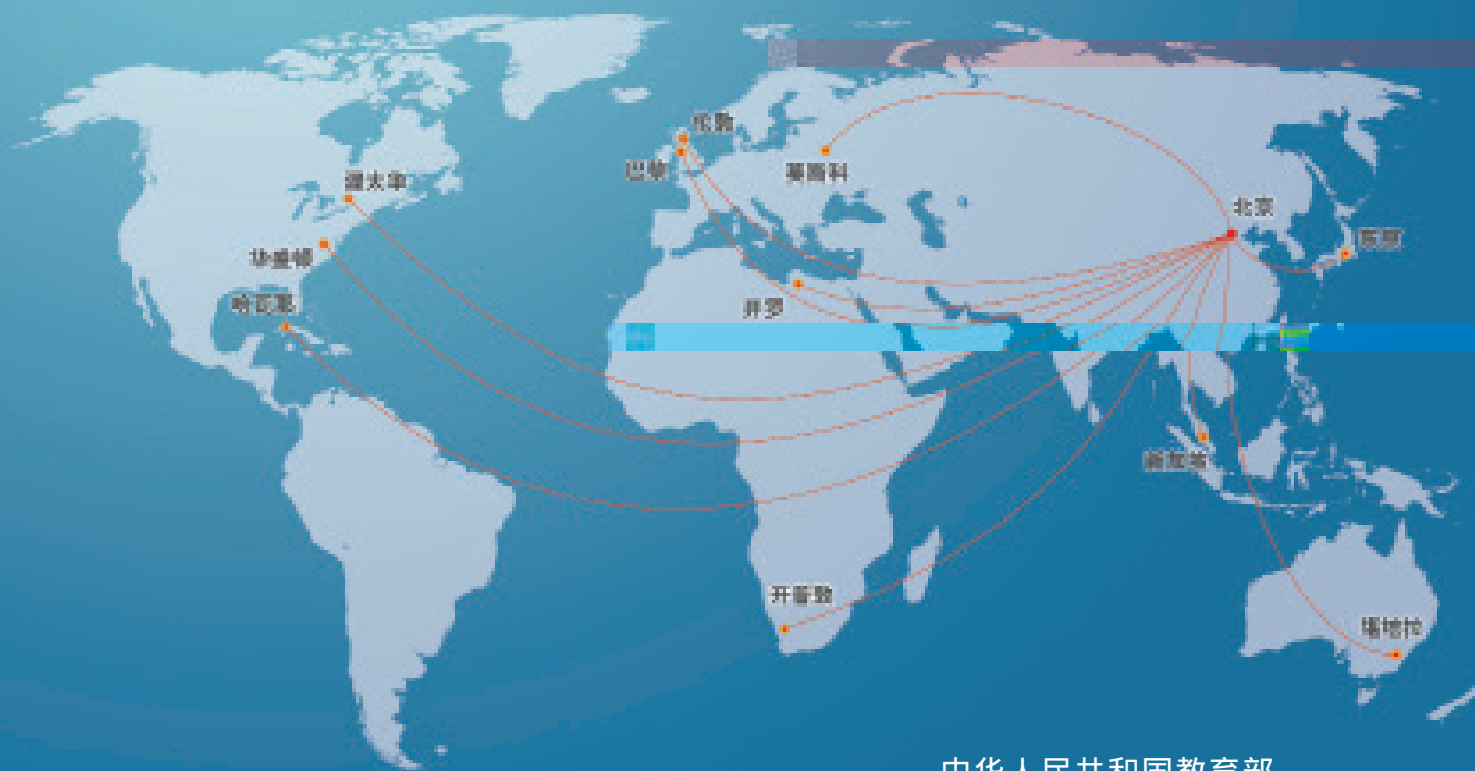 伦敦
巴黎
莫斯科
渥太华
北京
东京
华盛顿
哈瓦那
开罗
新加坡
开普敦
堪培拉
中华人民共和国教育部